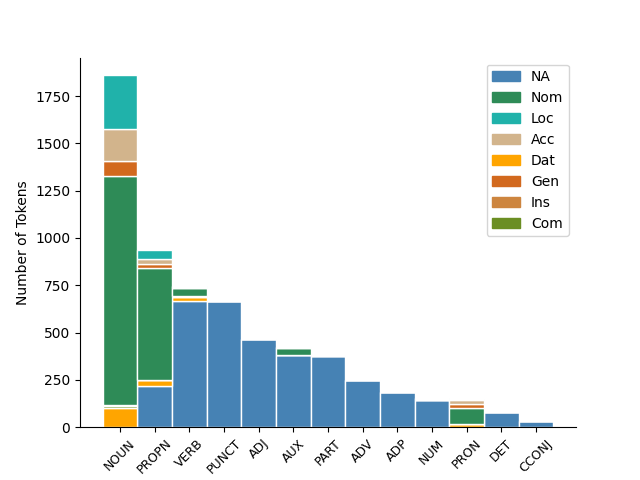 1750
1500
1250
1000
750
500
250
0
Number of Tokens
NOUN
PROPN
VERB
PUNCT
ADJ
AUX
PART
ADV
ADP
NUM
PRON
DET
CCONJ
NA
Nom
Loc
Acc
Dat
Gen
Ins
Com